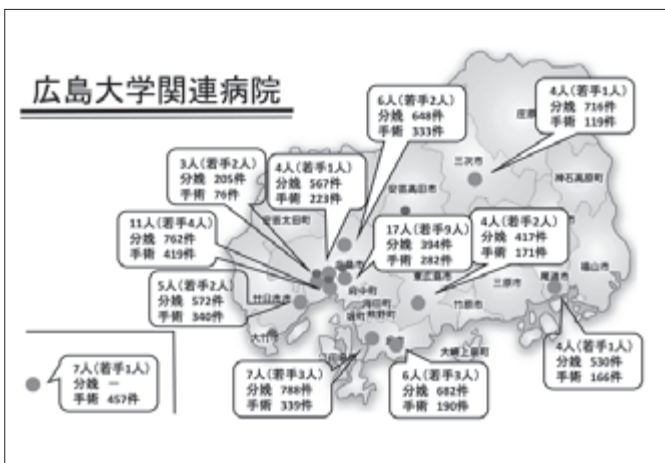 広島大学関連病院
6人(若手2人)
分娩 648件
手術 333件
4人(若手1人)
分娩 716件
手術 119件
3人(若手2人)
分娩 205件
手術 76件
4人(若手1人)
分娩 567件
手術 223件
11人(若手4人)
分娩 762件
手術 419件
17人(若手9人)
分娩 394件
手術 282件
4人(若手2人)
分娩 417件
手術 171件
5人(若手2人)
分娩 572件
手術 340件
7人(若手1人)
分娩 ー
手術 457件
7人(若手3人)
分娩 788件
手術 339件
6人(若手3人)
分娩 682件
手術 190件
4人(若手1人)
分娩 530件
手術 166件
三次市
神石高原町
安芸高田市
安芸太田町
府中町
東広島市
三原市
尾道市
福山市
竹原市
廿日市市
熊野町
大崎上島町